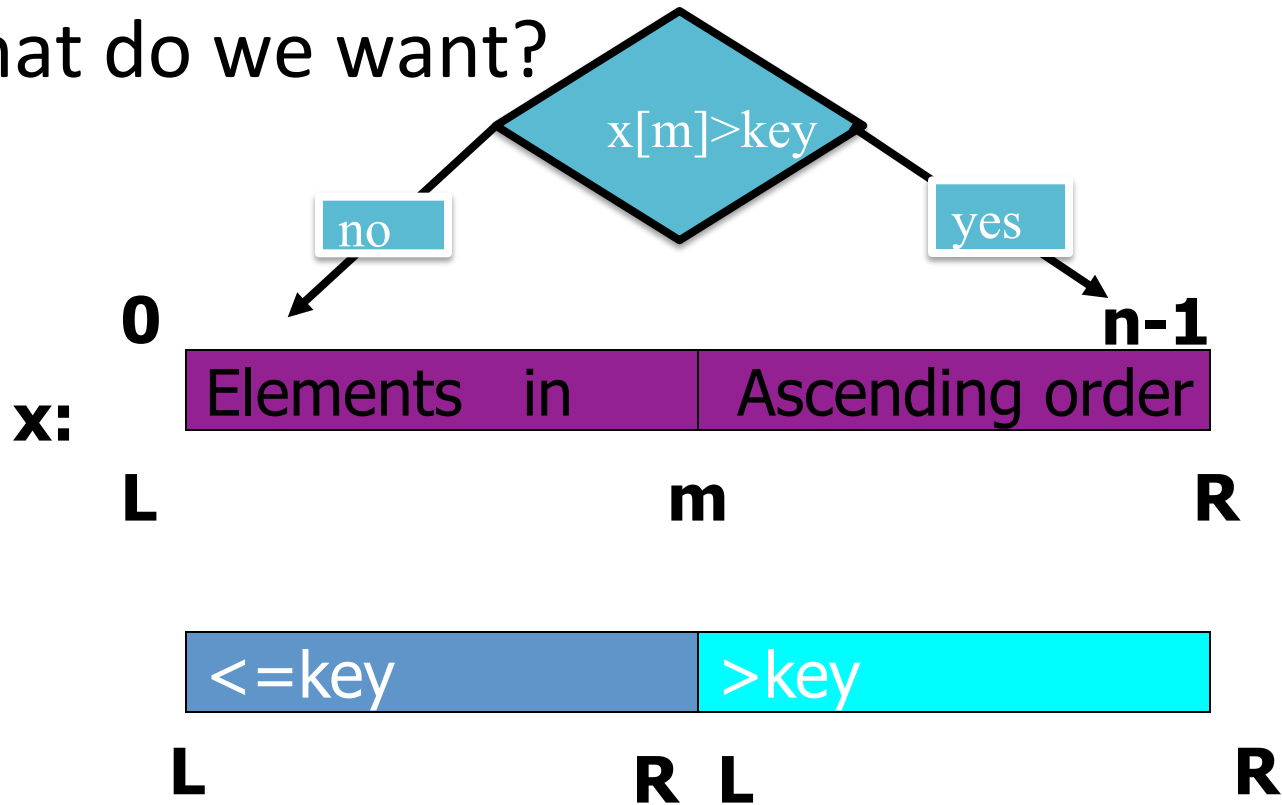 hat do we want?
x[m]>key
no
yes
0
n-1
x:
Elements in
Ascending order
L
m
R
<=key
>key
L
R
L
R